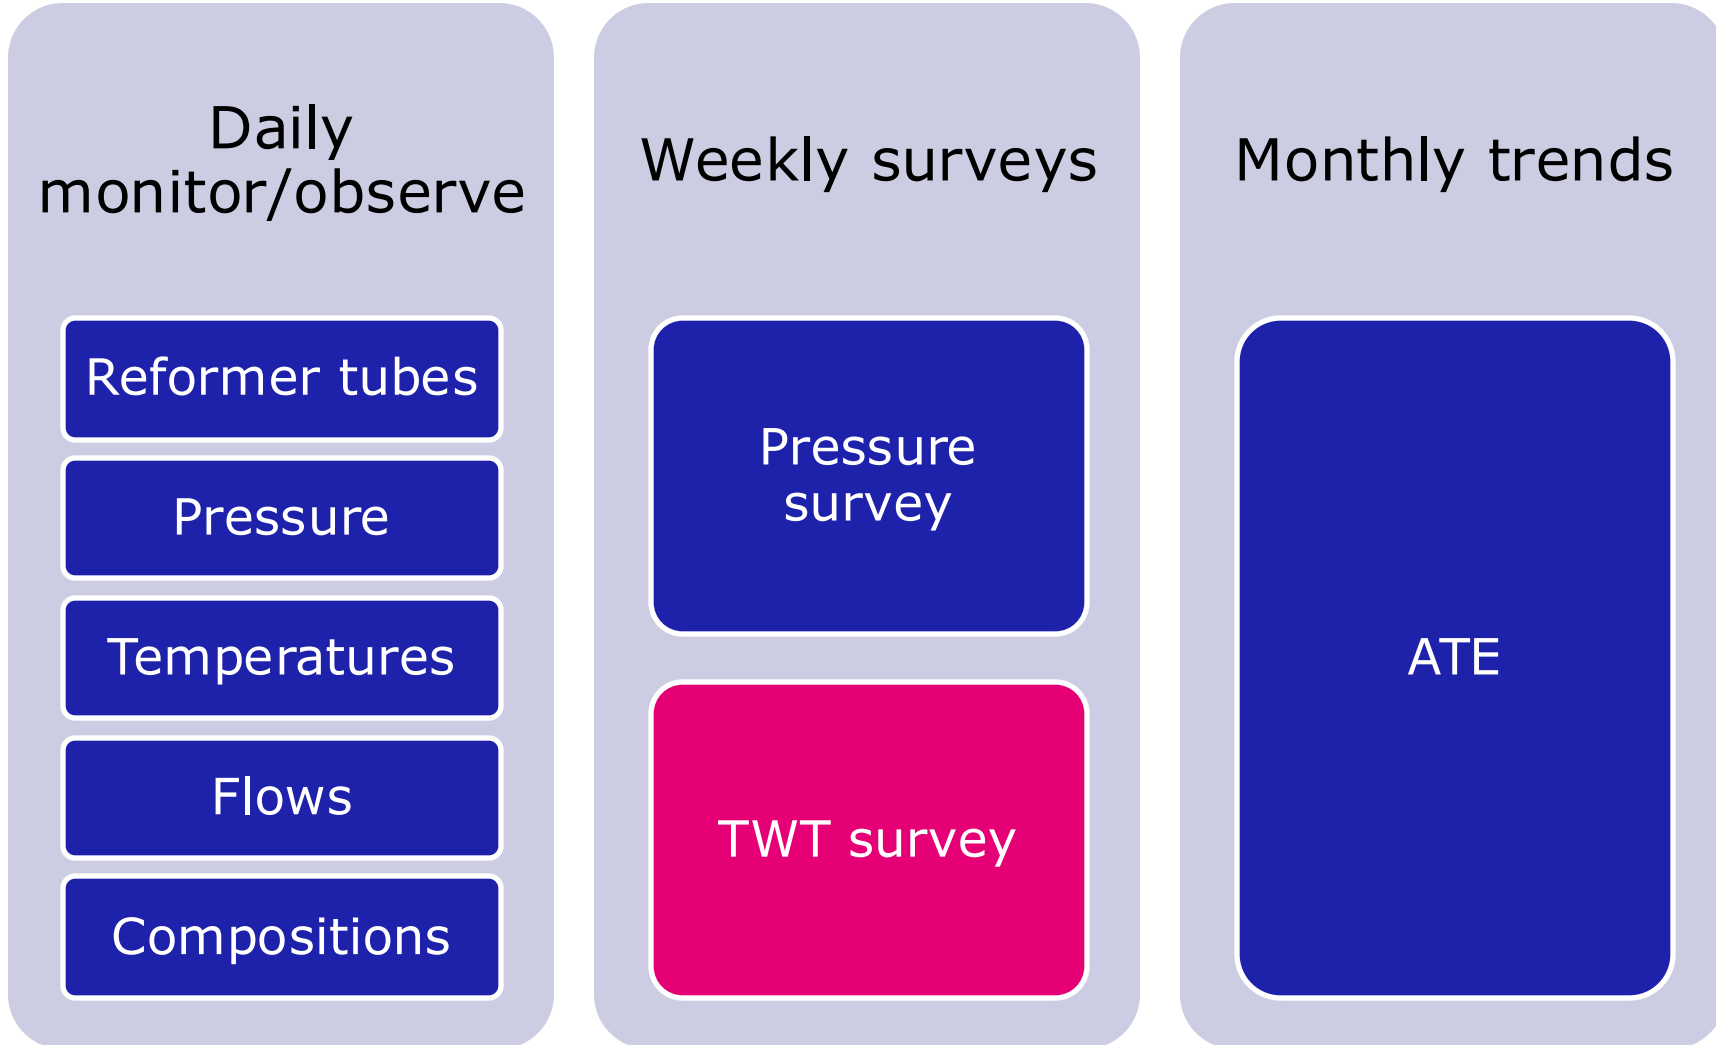 Daily
monitor/observe
Reformer tubes
Pressure
Temperatures
Flows
Compositions
Weekly surveys
Pressure
survey
TWT survey
Monthly trends
ATE